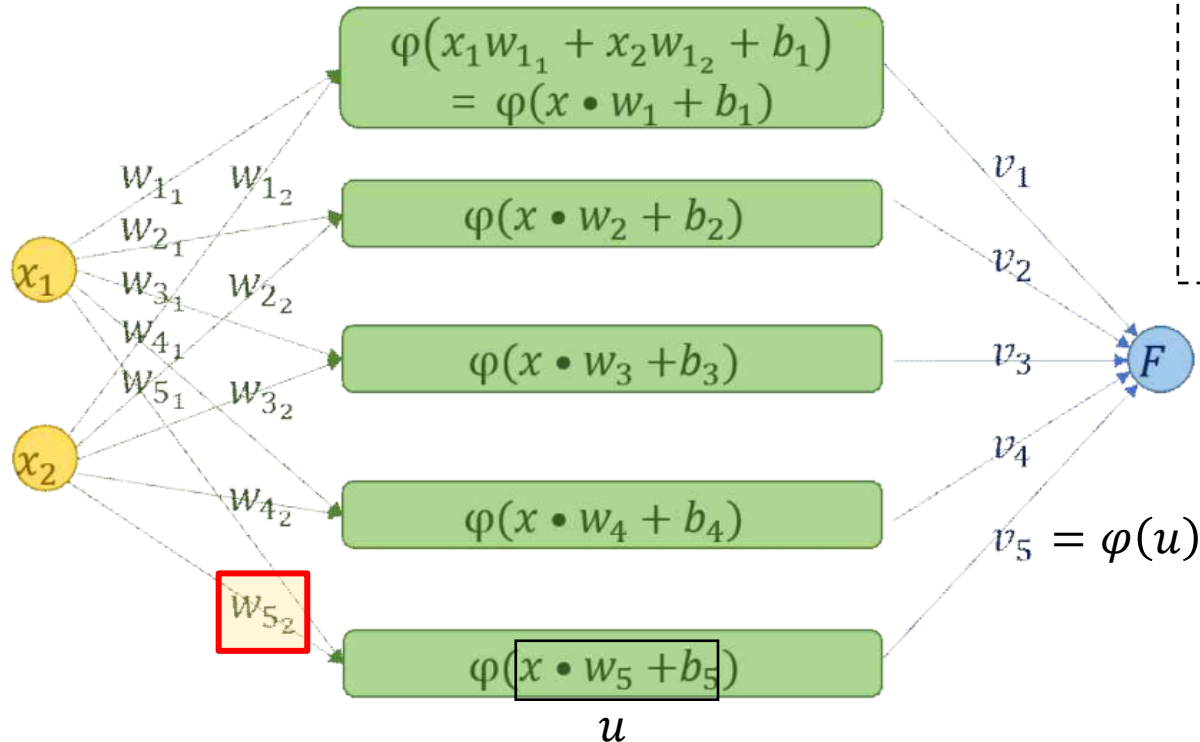 φ(x₁w₁₁ + x₂w₁₂ + b₁)
= φ(x • w₁ + b₁)
w₁₁
w₁₂
v₁
w₂₁
φ(x • w₂ + b₂)
x₁
w₃₁
w₂₂
v₂
w₄₁
φ(x • w₃ +b₃)
v₃
F
w₅₁
w₃₂
x₂
v₄
w₄₂
φ(x • w₄ + b₄)
v₅ = φ(u)
w₅₂
φ(x • w₅ +b₅)
u